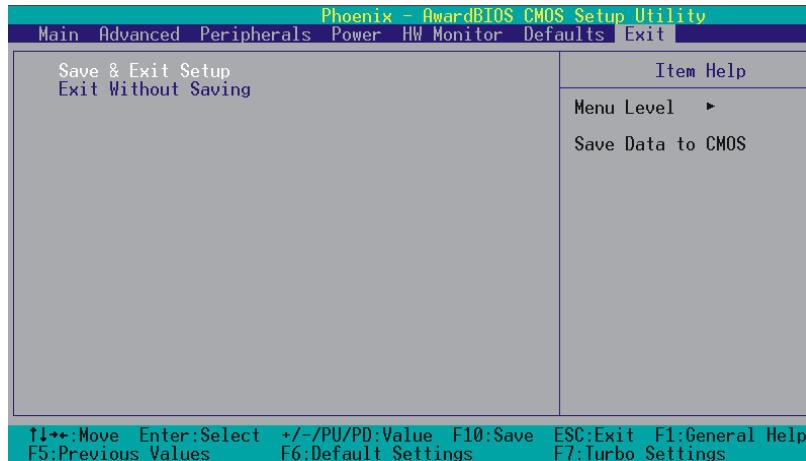 Phoenix - AwardBIOS CMOS Setup Utility
Main Advanced Peripherals Power HW Monitor Defaults Exit
Save & Exit Setup
Exit Without Saving
Item Help
Menu Level ►
Save Data to CMOS
↑↓→←:Move Enter:Select +/-/PU/PD:Value F10:Save ESC:Exit F1:General Help
F5:Previous Values F6:Default Settings F7:Turbo Settings